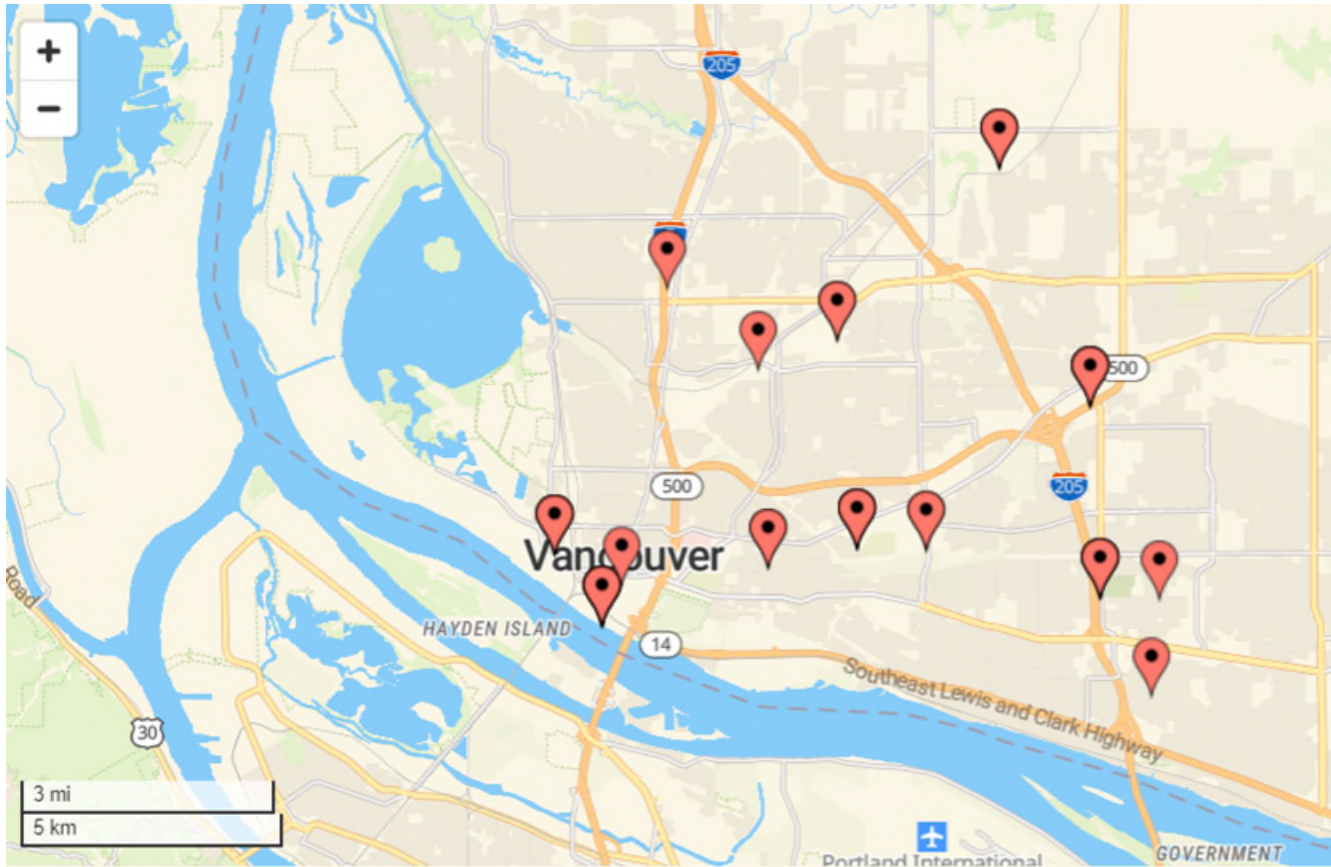 +
205
−
500
500
205
Vancouver
HAYDEN ISLAND
14
Southeast Lewis and Clark Highway
Road
30
3 mi
5 km
Portland International
GOVERNMENT